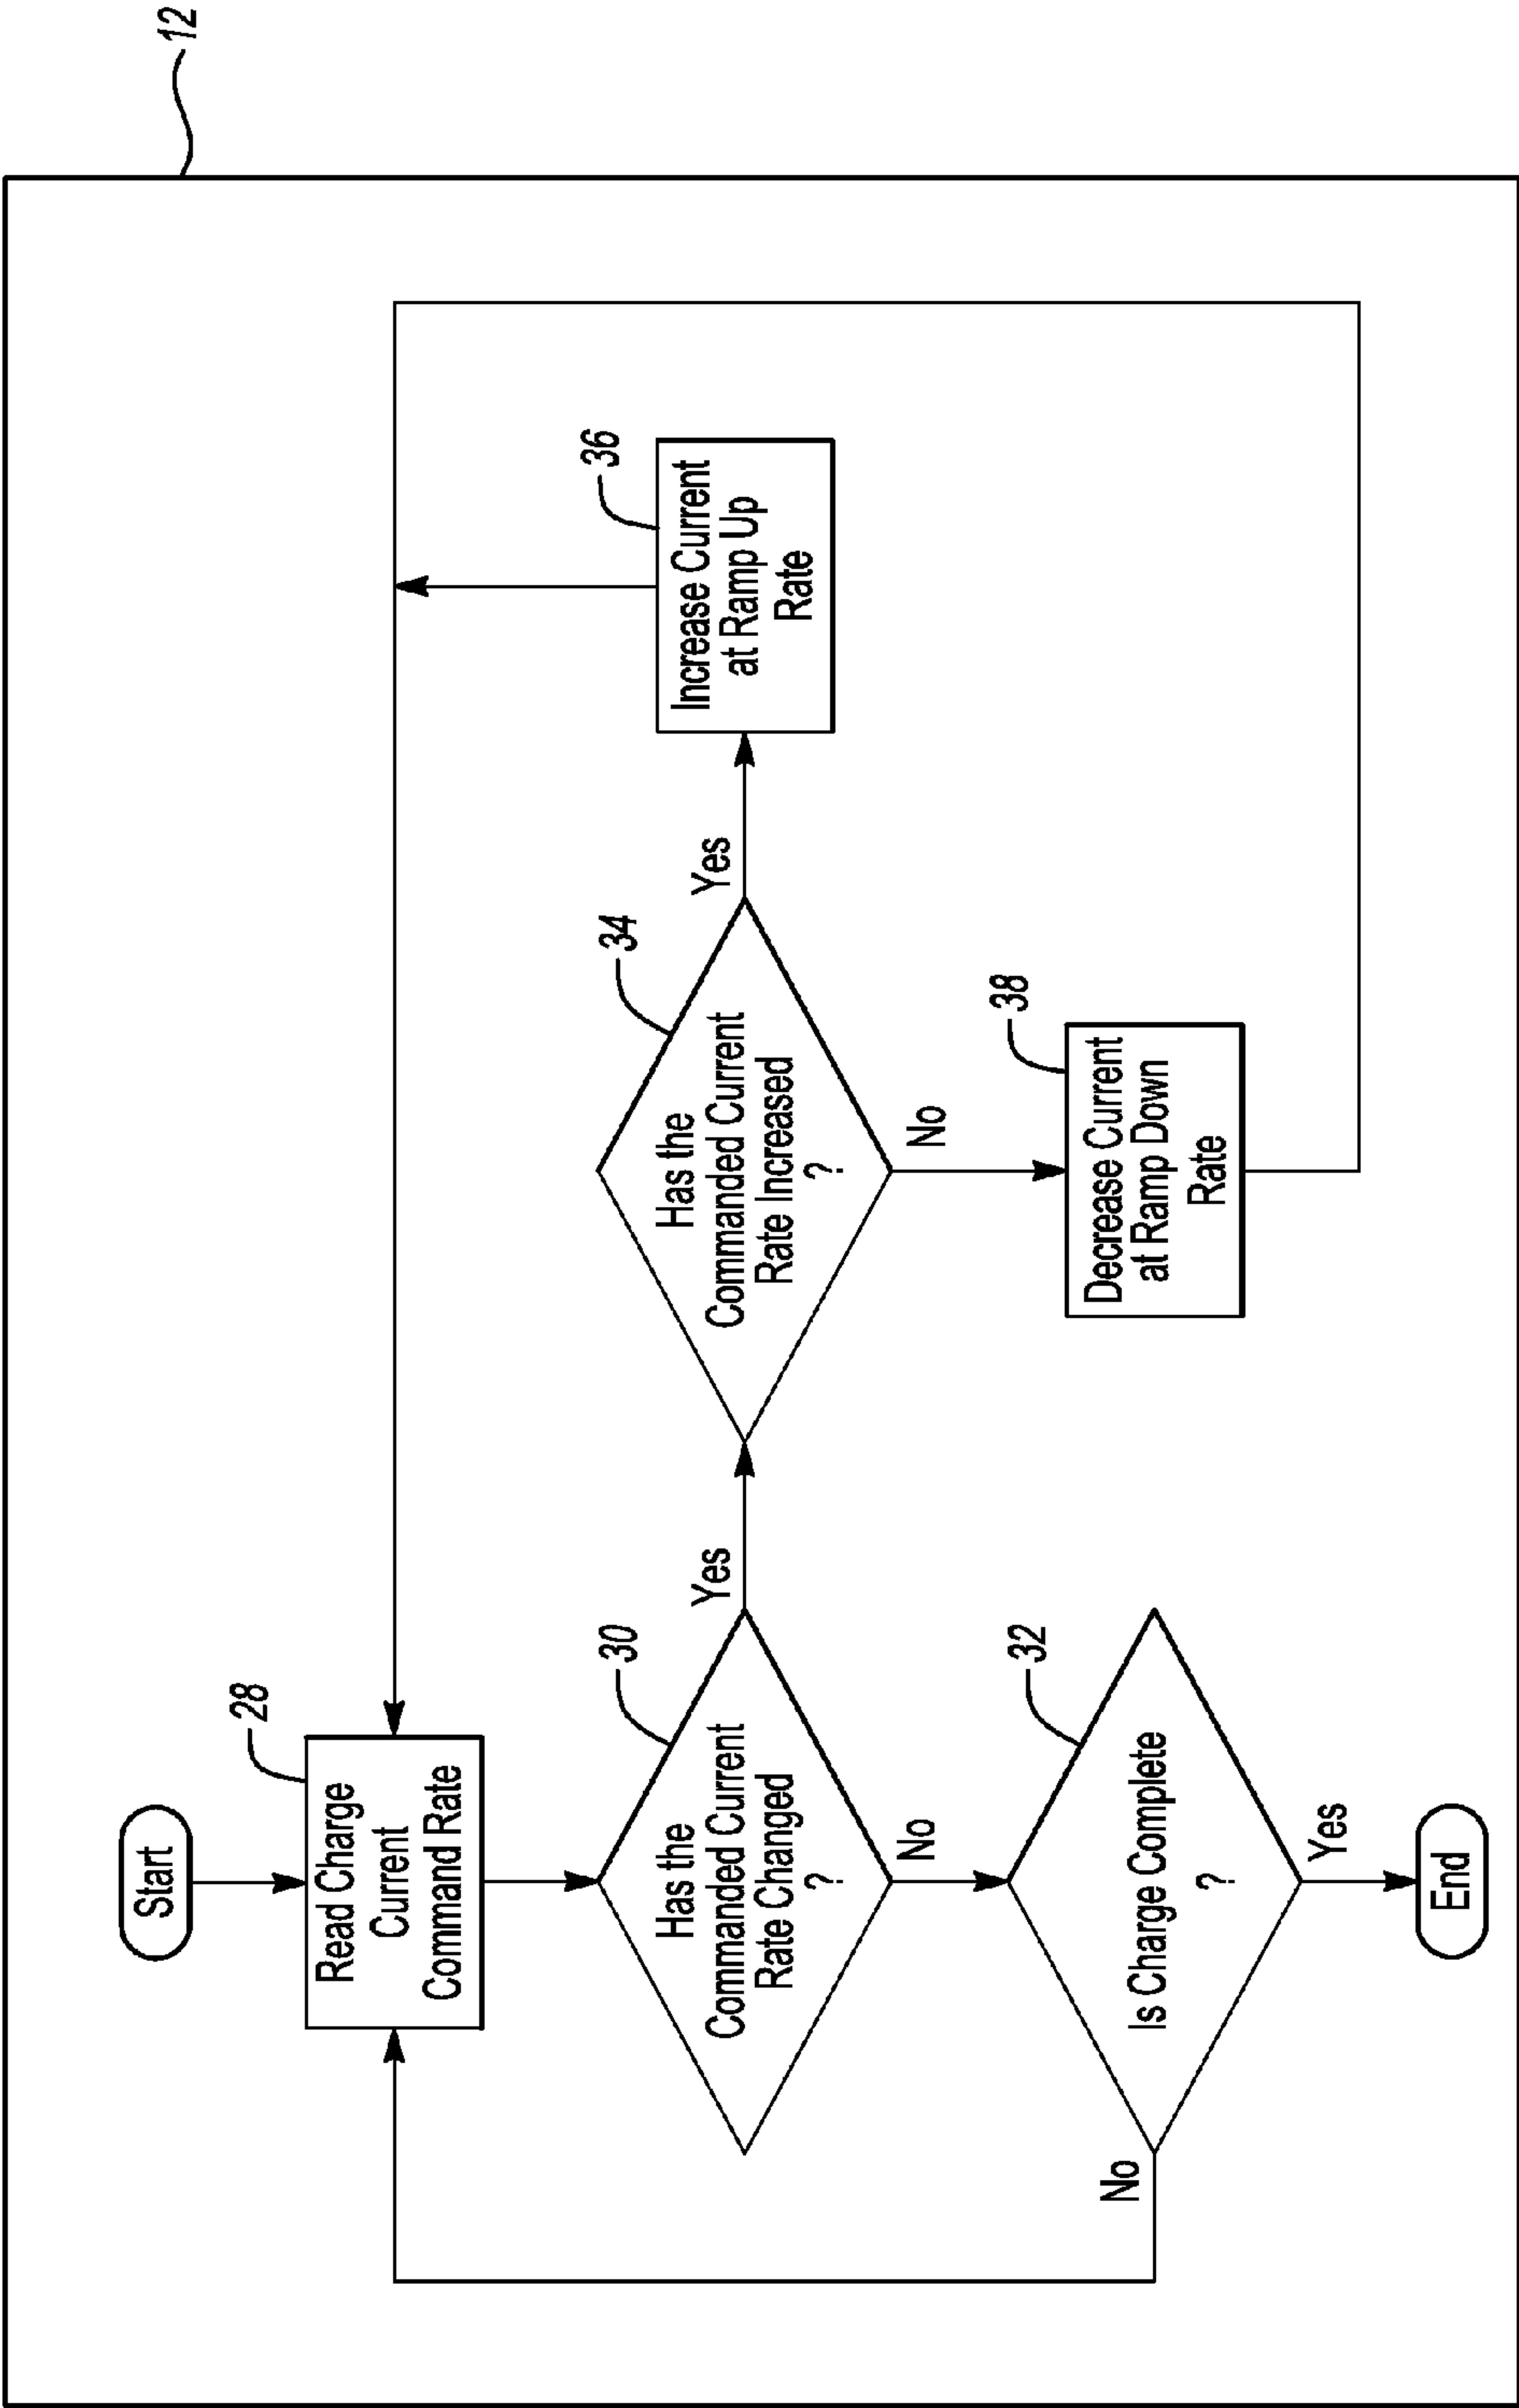 12
Start
28
Read Charge
Current
Command Rate
30
Has the
Commanded Current
Rate Changed
?
Yes
No
34
Has the
Commanded Current
Rate Increased
?
Yes
No
36
Increase Current
at Ramp Up
Rate
38
Decrease Current
at Ramp Down
Rate
32
Is Charge Complete
?
No
Yes
End